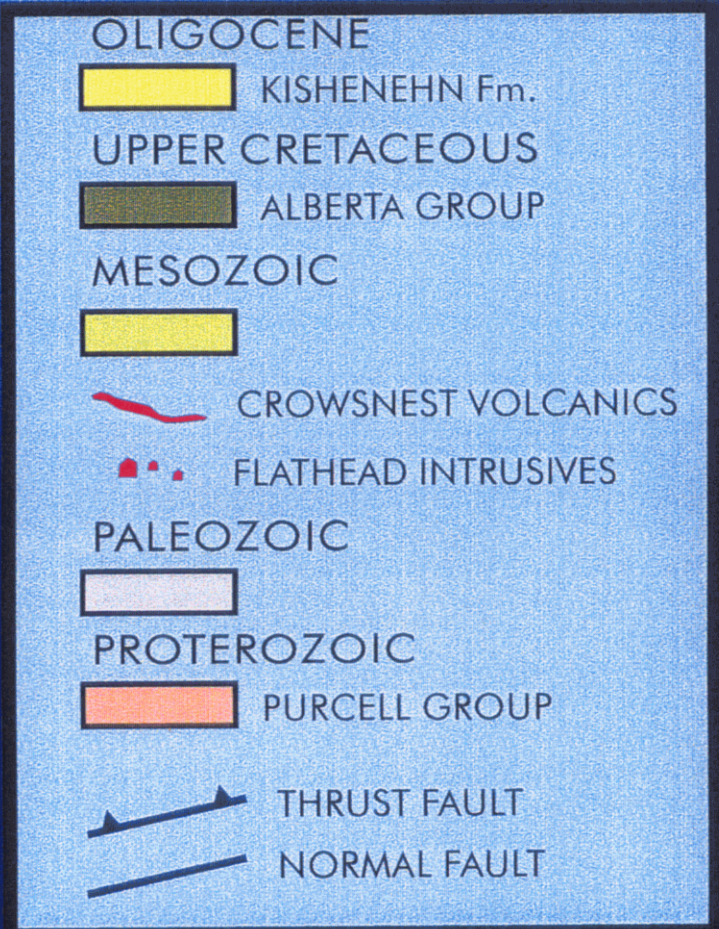 OLIGOCENE
KISHENEHN Fm.
UPPER CRETACEOUS
ALBERTA GROUP
MESOZOIC
CROWSNEST VOLCANICS
FLATHEAD INTRUSIVES
PALEOZOIC
PROTEROZOIC
PURCELL GROUP
THRUST FAULT
NORMAL FAULT